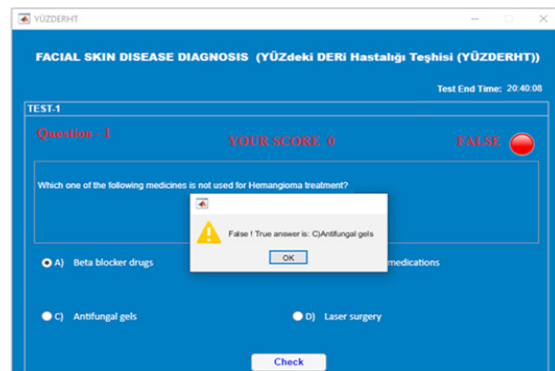 YÜZDERHT
FACIAL SKIN DISEASE DIAGNOSIS (YÜZdeki DERi Hastalığı Teşhisi (YÜZDERHT))
Test End Time: 20:40:08
TEST-1
Question - 1
YOUR SCORE 0
FALSE
Which one of the following medicines is not used for Hemangioma treatment?
False ! True answer is: C)Antifungal gels
OK
A) Beta blocker drugs
medications
C) Antifungal gels
D) Laser surgery
Check